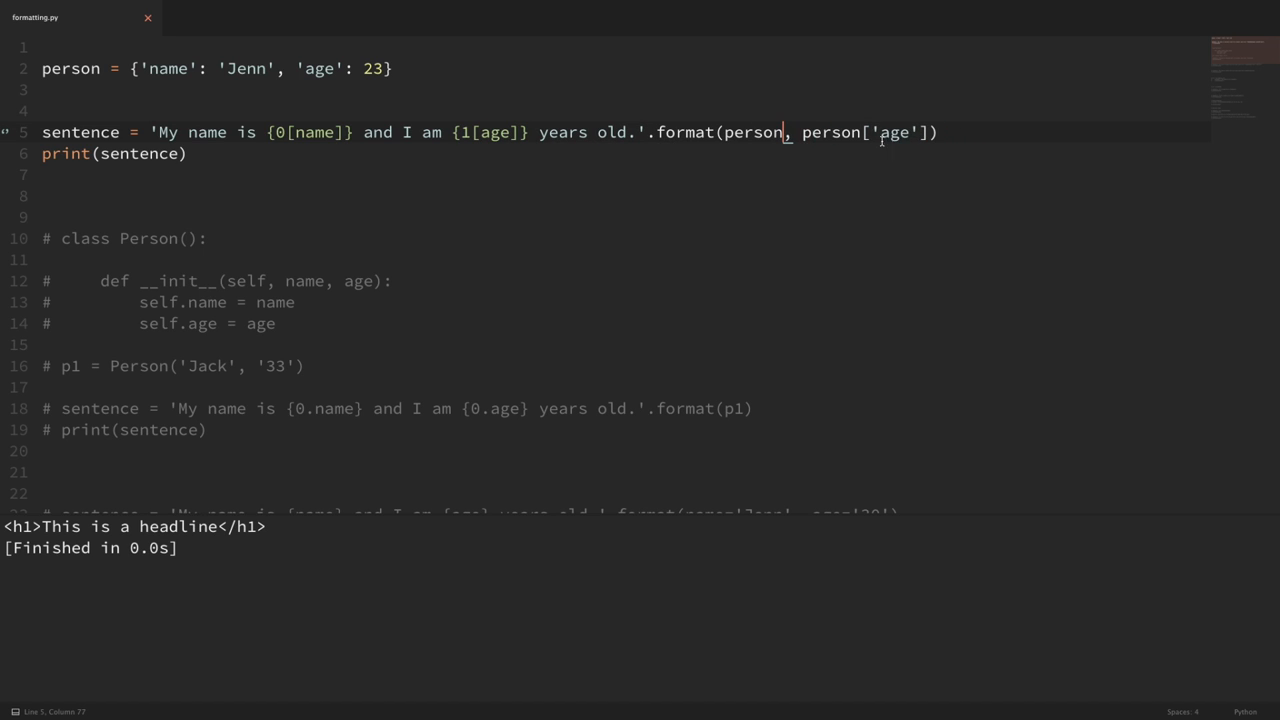 formatting.py
1
2 person = {'name': 'Jenn', 'age': 23}
3
4
5 sentence = 'My name is {0[name]} and I am {1[age]} years old.'.format(person, person['age'])
6 print(sentence)
7
8
9
10 # class Person():
11
12 #     def __init__(self, name, age):
13 #         self.name = name
14 #         self.age = age
15
16 # p1 = Person('Jack', '33')
17
18 # sentence = 'My name is {0.name} and I am {0.age} years old.'.format(p1)
19 # print(sentence)
20
21
22
<h1>This is a headline</h1>
[Finished in 0.0s]
Line 5, Column 77
Spaces: 4
Python